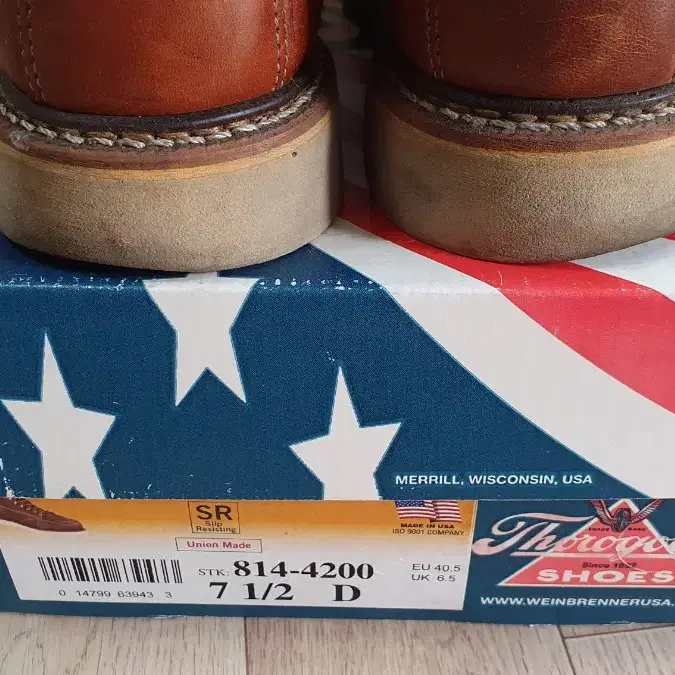 MERRILL, WISCONSIN, USA
SR
Slip
Resisting
Union Made
MADE IN USA
ISO 9001 COMPANY
STK: 814-4200
7 1/2 D
EU 40.5
UK 6.5
0 14799 63943 3
Thorogood
Since 1892
SHOES
WWW.WEINBRENNERUSA.